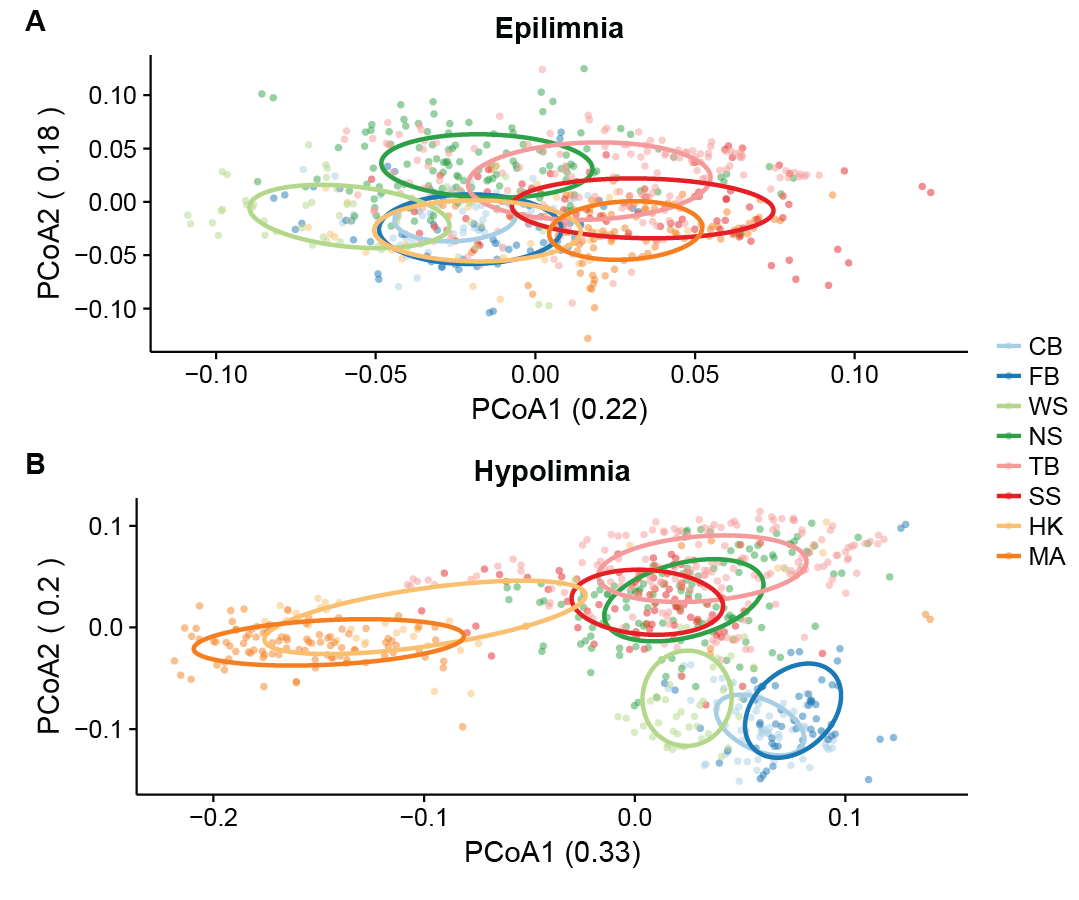 A
Epilimnia
0.10
0.05
0.00
−0.05
−0.10
PCoA2 ( 0.18 )
−0.10 −0.05 0.00 0.05 0.10
PCoA1 (0.22)
CB
FB
WS
NS
TB
SS
HK
MA
B
Hypolimnia
0.1
0.0
−0.1
PCoA2 ( 0.2 )
−0.2 −0.1 0.0 0.1
PCoA1 (0.33)